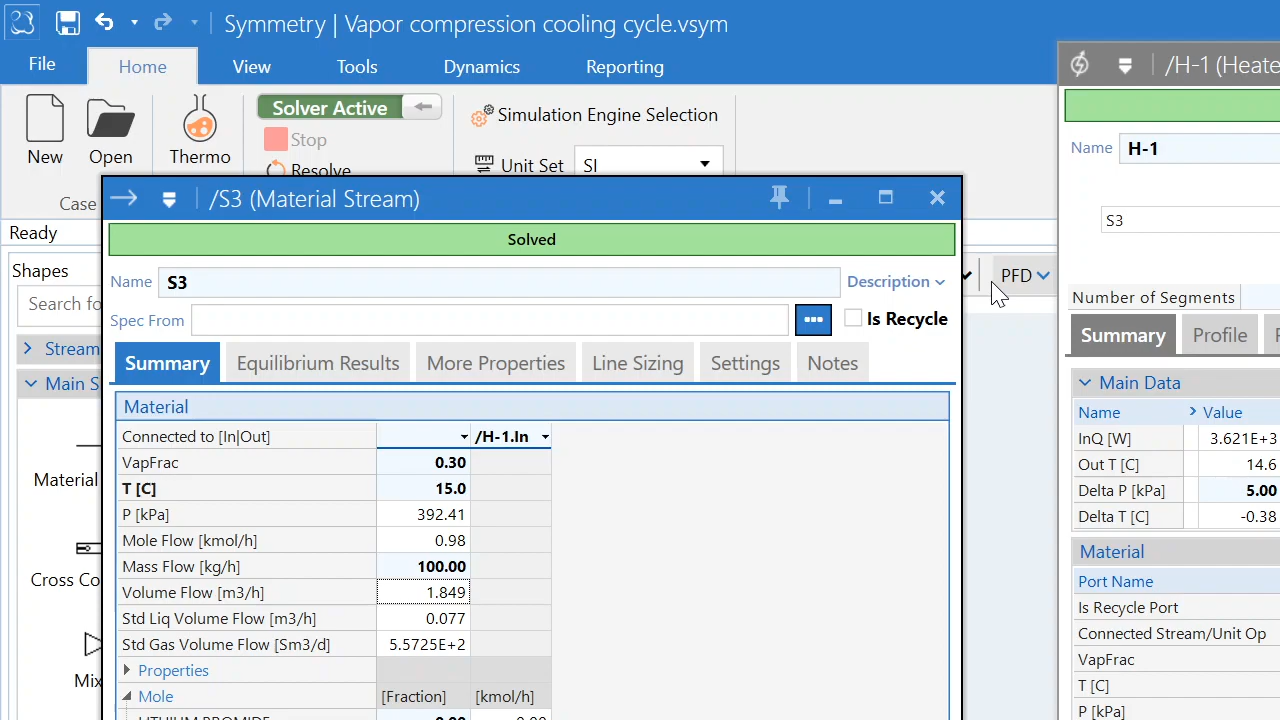 Symmetry | Vapor compression cooling cycle.vsym
File Home View Tools Dynamics Reporting
New Open Thermo
Solver Active
Stop
Resolve
Simulation Engine Selection
Unit Set SI
Case
Ready
Shapes
Search fo
Stream
Main S
Material
Cross Co
Mix
/S3 (Material Stream)
Solved
Name S3 Description
Spec From ••• Is Recycle
Summary Equilibrium Results More Properties Line Sizing Settings Notes
Material
Connected to [In|Out] /H-1.In
VapFrac 0.30
T [C] 15.0
P [kPa] 392.41
Mole Flow [kmol/h] 0.98
Mass Flow [kg/h] 100.00
Volume Flow [m3/h] 1.849
Std Liq Volume Flow [m3/h] 0.077
Std Gas Volume Flow [Sm3/d] 5.5725E+2
Properties
Mole [Fraction] [kmol/h]
LITHIUM BROMIDE 0.00 0.00
PFD
/H-1 (Heate
Name H-1
S3
Number of Segments
Summary Profile
Main Data
Name Value
InQ [W] 3.621E+3
Out T [C] 14.6
Delta P [kPa] 5.00
Delta T [C] -0.38
Material
Port Name
Is Recycle Port
Connected Stream/Unit Op
VapFrac
T [C]
P [kPa]